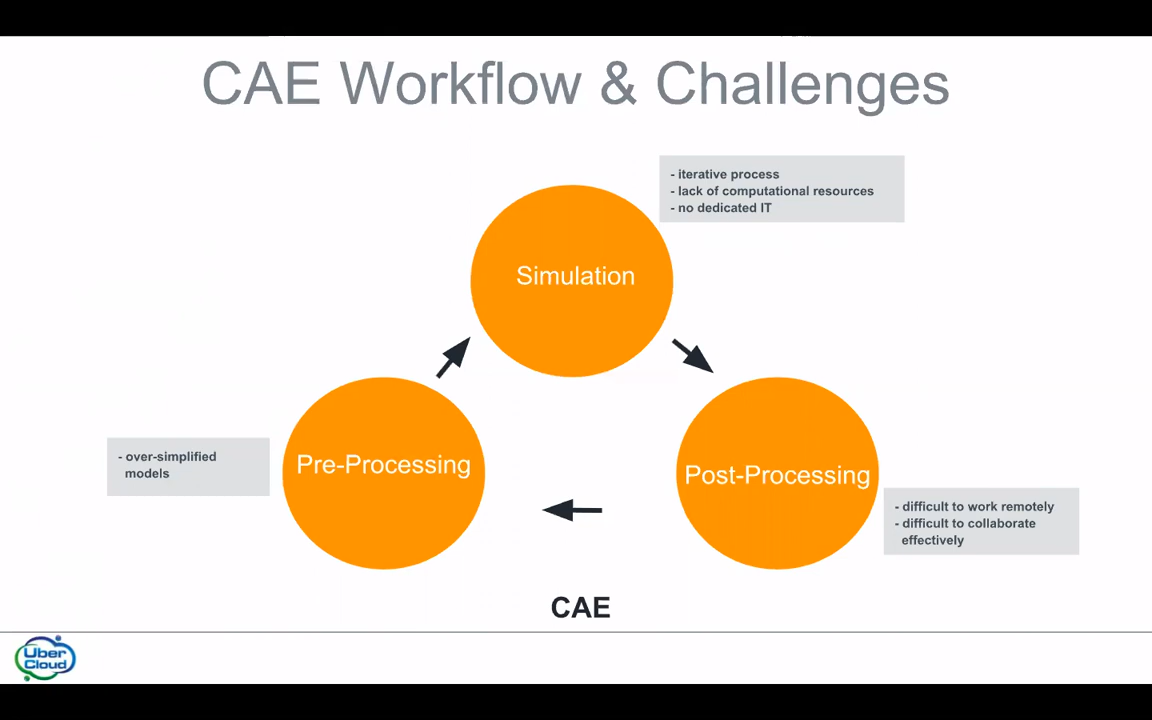 CAE Workflow & Challenges
- iterative process
- lack of computational resources
- no dedicated IT
Simulation
- over-simplified
models
Pre-Processing
Post-Processing
- difficult to work remotely
- difficult to collaborate
effectively
CAE
Uber
Cloud